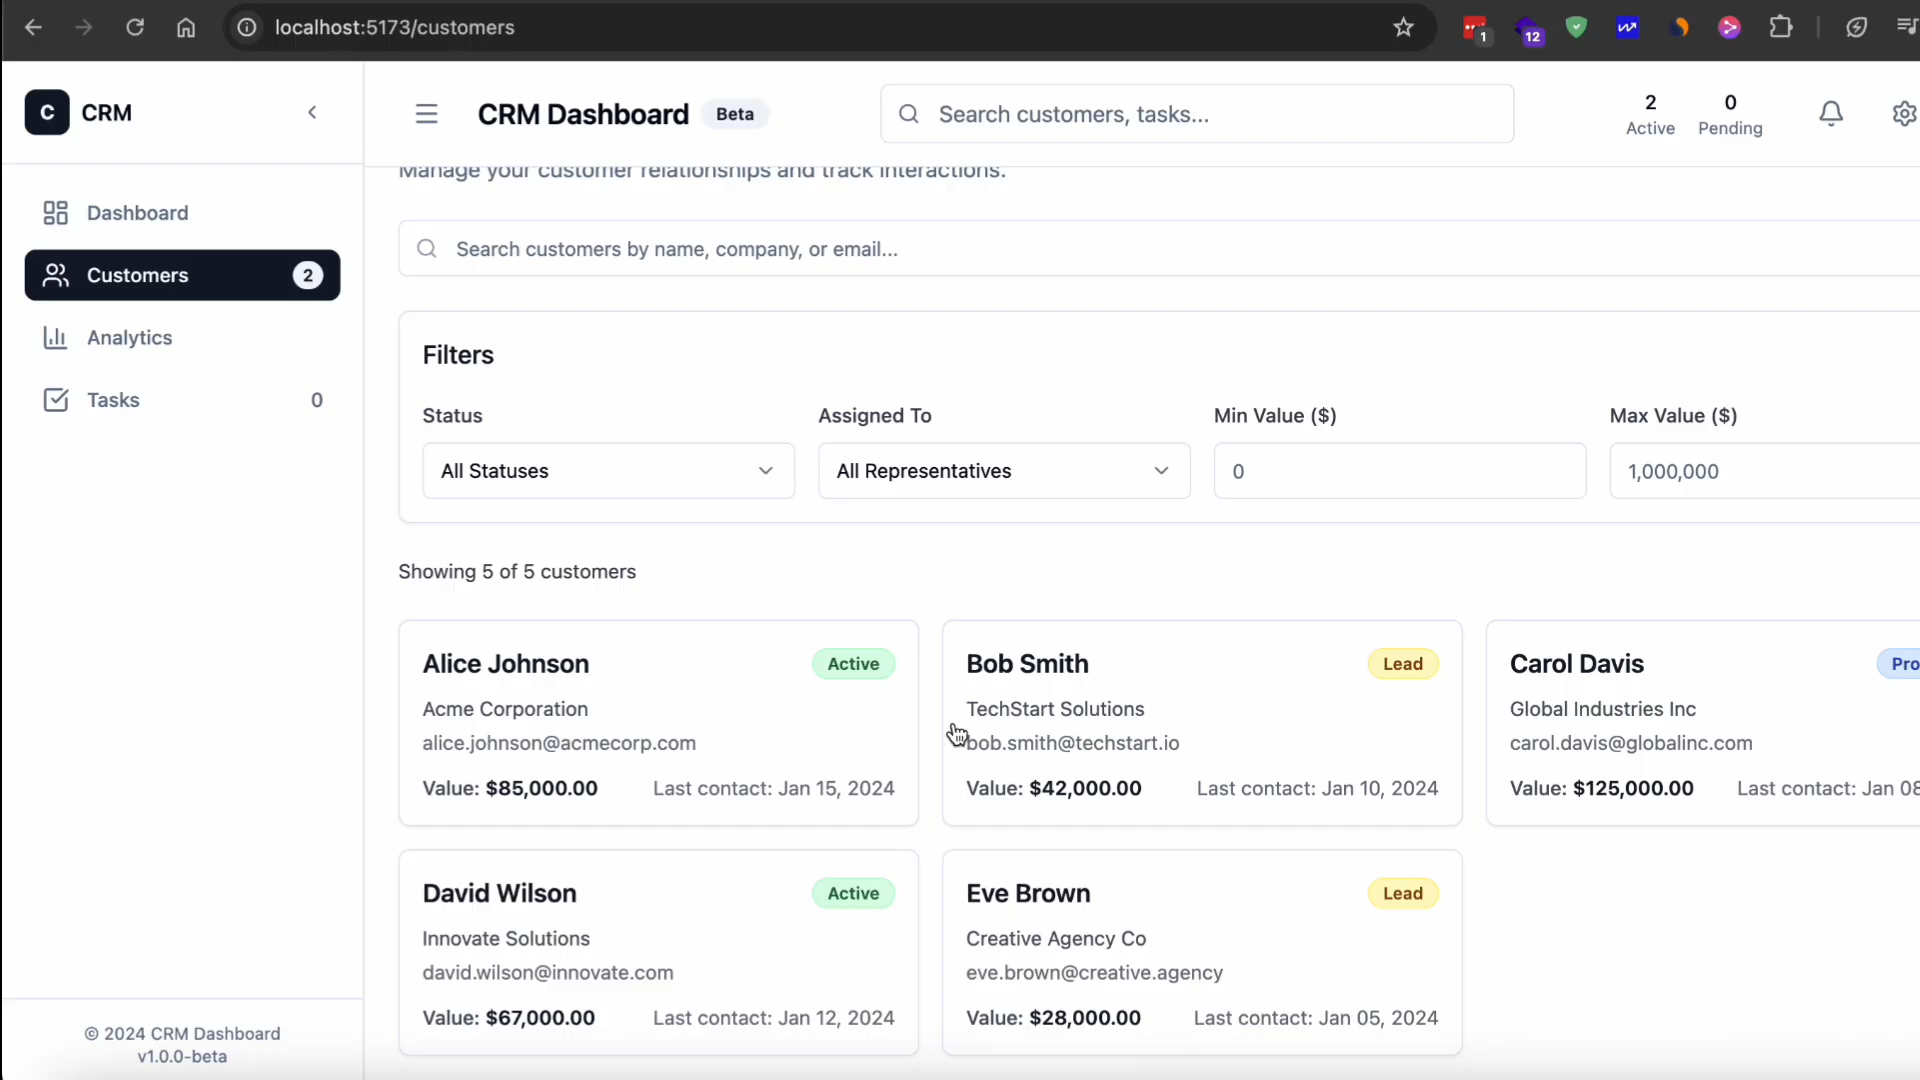 localhost:5173/customers
1
12
C CRM
CRM Dashboard Beta
Search customers, tasks...
2 Active
0 Pending
Dashboard
Customers 2
Analytics
Tasks 0
© 2024 CRM Dashboard
v1.0.0-beta
Manage your customer relationships and track interactions.
Search customers by name, company, or email...
Filters
Status
All Statuses
Assigned To
All Representatives
Min Value ($)
0
Max Value ($)
1,000,000
Showing 5 of 5 customers
Alice Johnson Active
Acme Corporation
alice.johnson@acmecorp.com
Value: $85,000.00 Last contact: Jan 15, 2024
Bob Smith Lead
TechStart Solutions
bob.smith@techstart.io
Value: $42,000.00 Last contact: Jan 10, 2024
Carol Davis Pro
Global Industries Inc
carol.davis@globalinc.com
Value: $125,000.00 Last contact: Jan 08
David Wilson Active
Innovate Solutions
david.wilson@innovate.com
Value: $67,000.00 Last contact: Jan 12, 2024
Eve Brown Lead
Creative Agency Co
eve.brown@creative.agency
Value: $28,000.00 Last contact: Jan 05, 2024